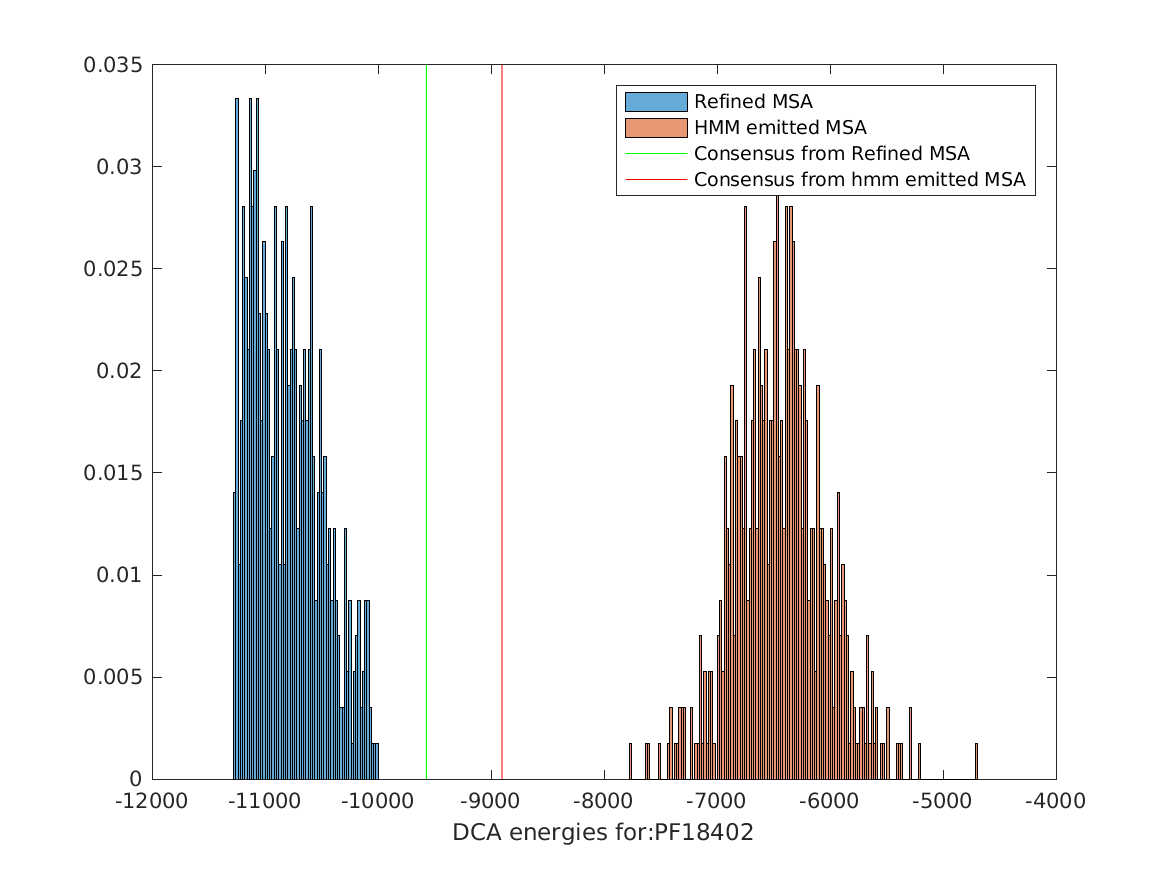 0.035
0.03
0.025
0.02
0.015
0.01
0.005
0
Refined MSA
HMM emitted MSA
Consensus from Refined MSA
Consensus from hmm emitted MSA
-12000 -11000 -10000 -9000 -8000 -7000 -6000 -5000 -4000
DCA energies for:PF18402